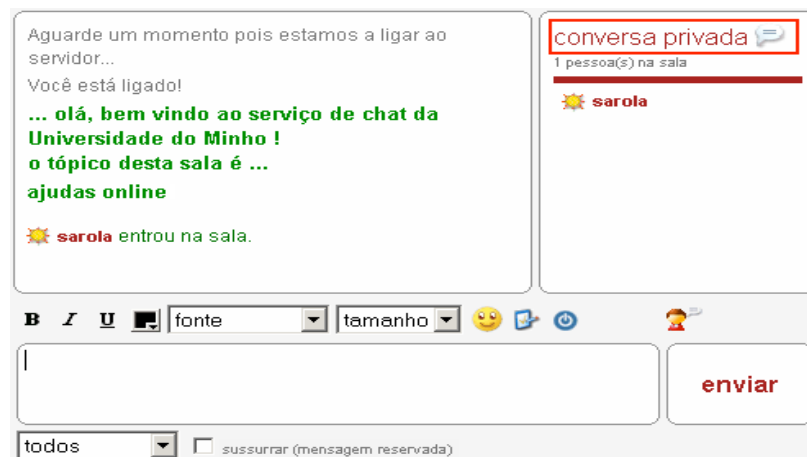 Aguarde um momento pois estamos a ligar ao
servidor...
Você está ligado!
... olá, bem vindo ao serviço de chat da
Universidade do Minho !
o tópico desta sala é ...
ajudas online
sarola entrou na sala.
conversa privada
1 pessoa(s) na sala
sarola
B I U fonte tamanho
enviar
todos sussurrar (mensagem reservada)